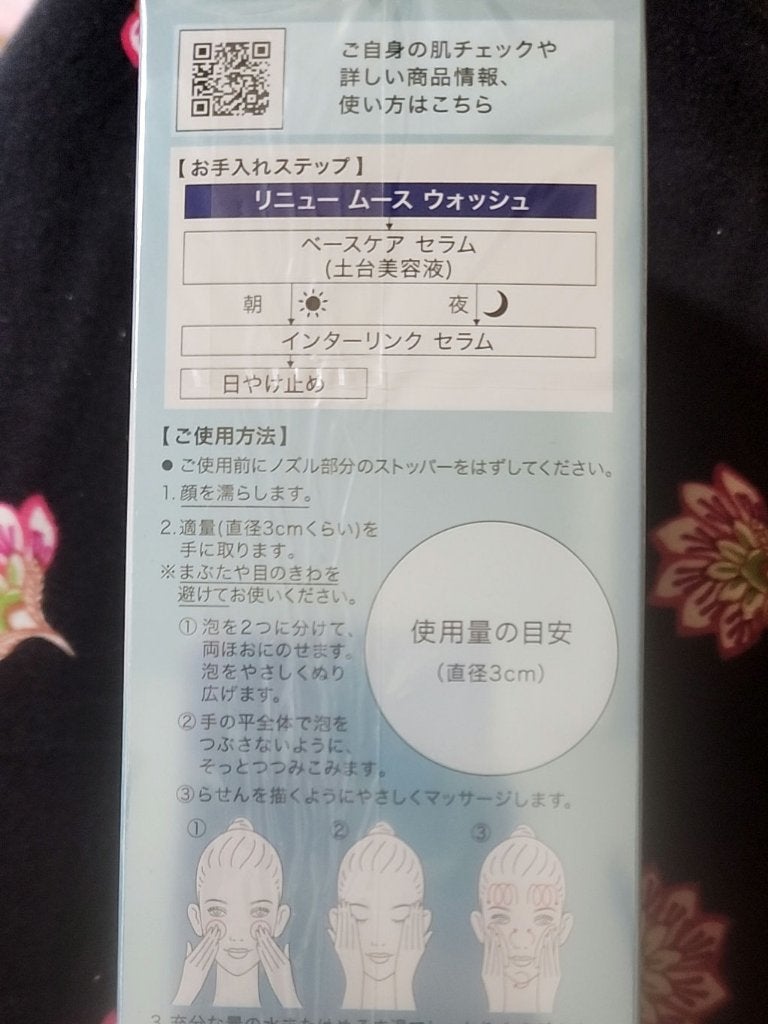 ご自身の肌チェックや
詳しい商品情報、
使い方はこちら
【お手入れステップ】
リニュー ムース ウォッシュ
ベースケア セラム
(土台美容液)
朝 夜
インターリンク セラム
日やけ止め
【ご使用方法】
● ご使用前にノズル部分のストッパーをはずしてください。
1. 顔を濡らします。
2. 適量(直径3cmくらい)を
手に取ります。
※まぶたや目のきわを
避けてお使いください。
①泡を2つに分けて、
両ほおにのせます。
泡をやさしくぬり
広げます。
②手の平全体で泡を
つぶさないように、
そっとつつみこみます。
③らせんを描くようにやさしくマッサージします。
使用量の目安
(直径3cm)
① ② ③
3. 充分な量の